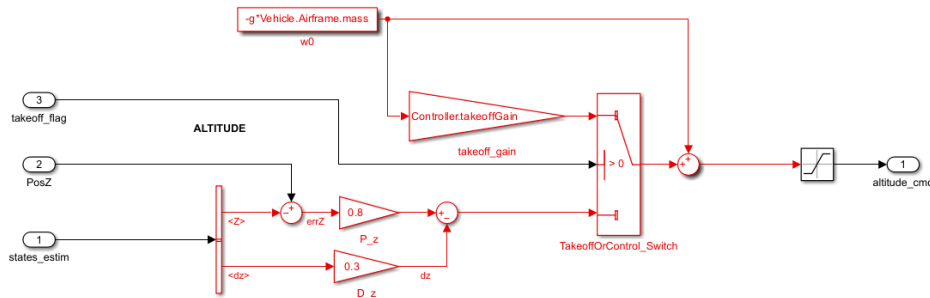 -g*Vehicle.Airframe.mass
w0
3
takeoff_flag
ALTITUDE
Controller.takeoffGain
takeoff_gain
> 0
2
PosZ
1
altitude_cmd
<Z>
errZ
0.8
P_z
TakeoffOrControl_Switch
1
states_estim
<dz>
0.3
dz
D_z